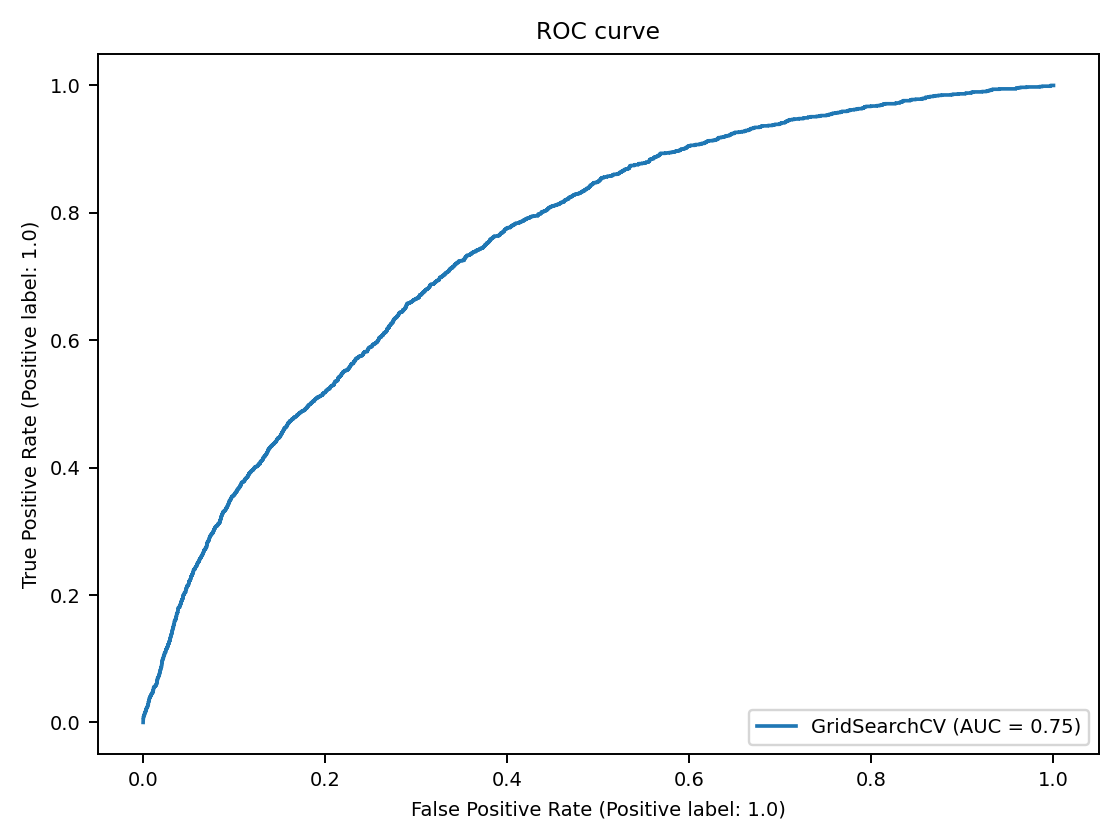 ROC curve
True Positive Rate (Positive label: 1.0)
1.0
0.8
0.6
0.4
0.2
0.0
GridSearchCV (AUC = 0.75)
0.0 0.2 0.4 0.6 0.8 1.0
False Positive Rate (Positive label: 1.0)